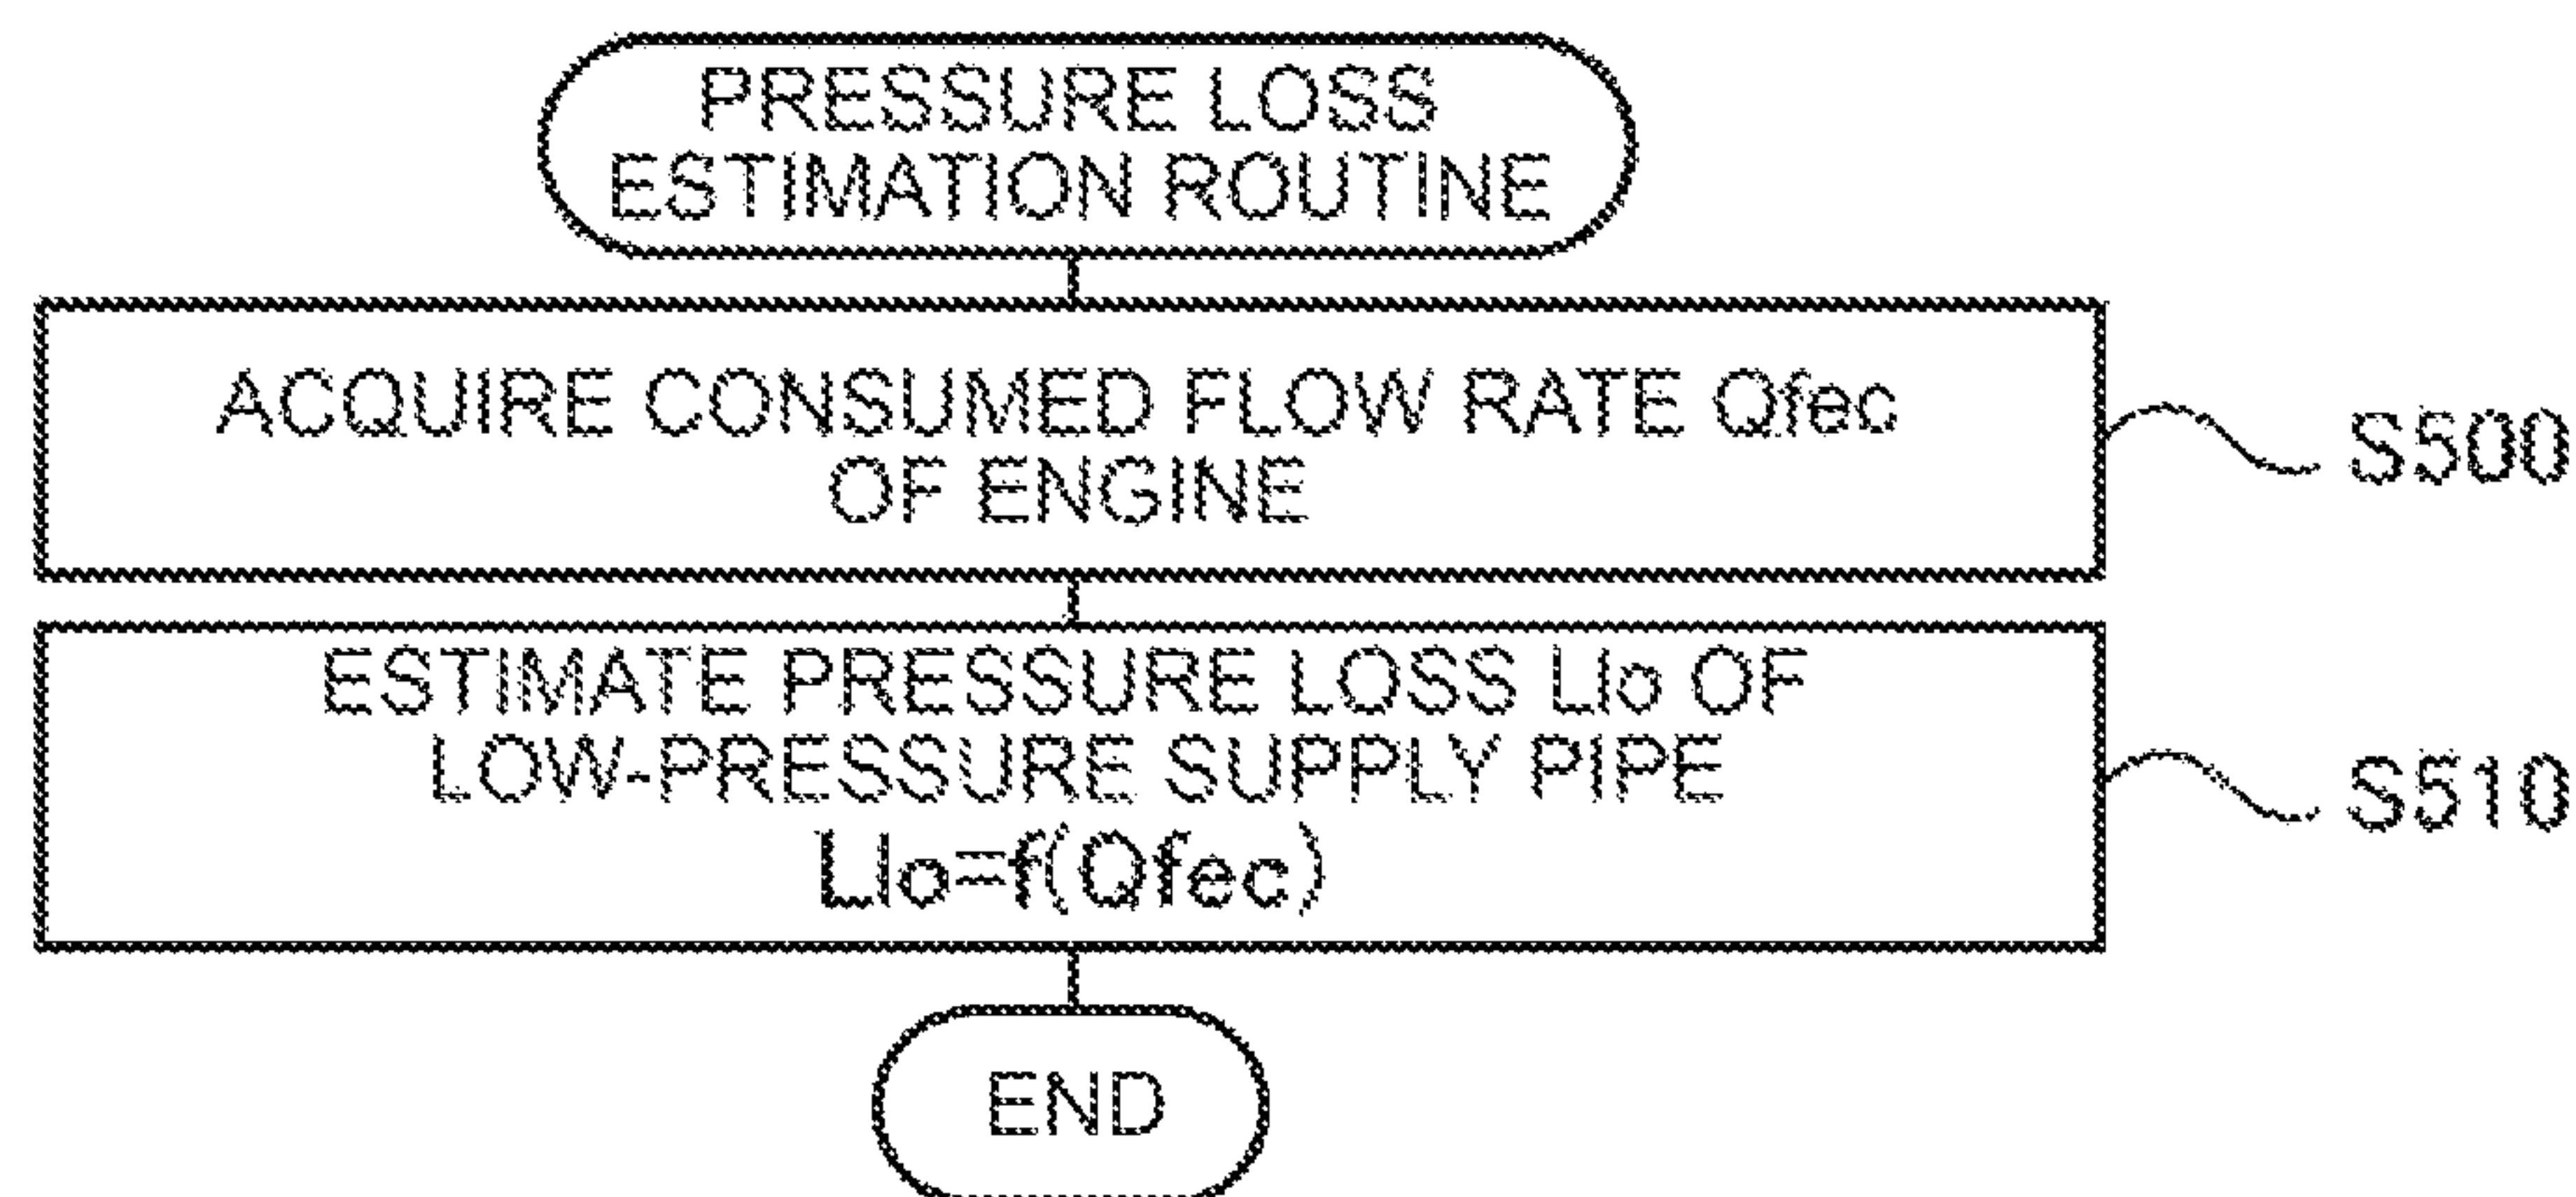 PRESSURE LOSS
ESTIMATION ROUTINE
ACQUIRE CONSUMED FLOW RATE Qfec
OF ENGINE
S500
ESTIMATE PRESSURE LOSS Llo OF
LOW-PRESSURE SUPPLY PIPE
Llo=f(Qfec)
S510
END